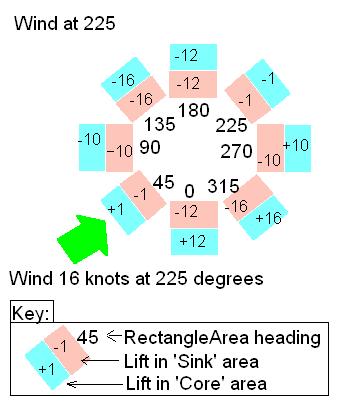 Wind at 225
-12
-16 -12 -1
-16 -1
180
135 225
-10 -10 90 270 -10 +10
45 0 315
+1 -1 -12 -16 +16
+12
Wind 16 knots at 225 degrees
Key:
45 RectangleArea heading
-1 Lift in 'Sink' area
+1 Lift in 'Core' area